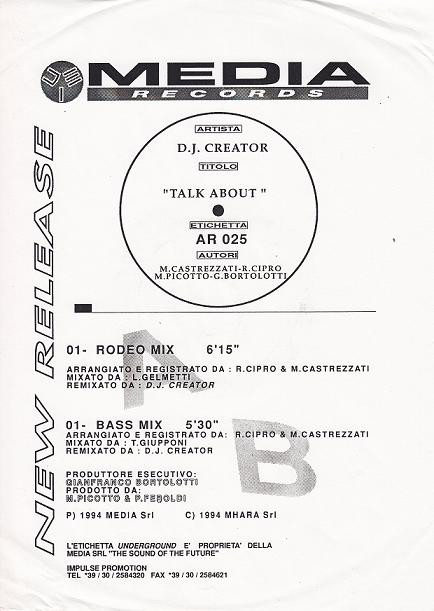 MEDIA
RECORDS
NEW RELEASE
ARTISTA
D.J. CREATOR
TITOLO
"TALK ABOUT "
ETICHETTA
AR 025
AUTORI
M.CASTREZZATI-R.CIPRO
M.PICOTTO-G.BORTOLOTTI
A
01- RODEO MIX 6'15"
ARRANGIATO E REGISTRATO DA : R.CIPRO & M.CASTREZZATI
MIXATO DA : L.GELMETTI
REMIXATO DA : D.J. CREATOR
B
01- BASS MIX 5'30"
ARRANGIATO E REGISTRATO DA: R.CIPRO & M.CASTREZZATI
MIXATO DA : T.GIUPPONI
REMIXATO DA : D.J. CREATOR
PRODUTTORE ESECUTIVO:
GIANFRANCO BORTOLOTTI
PRODOTTO DA:
M.PICOTTO & P.FEROLDI
P) 1994 MEDIA Srl C) 1994 MHARA Srl
L'ETICHETTA UNDERGROUND E' PROPRIETA' DELLA
MEDIA SRL "THE SOUND OF THE FUTURE"
IMPULSE PROMOTION
TEL *39 / 30 / 2584320 FAX *39 / 30 / 2584621